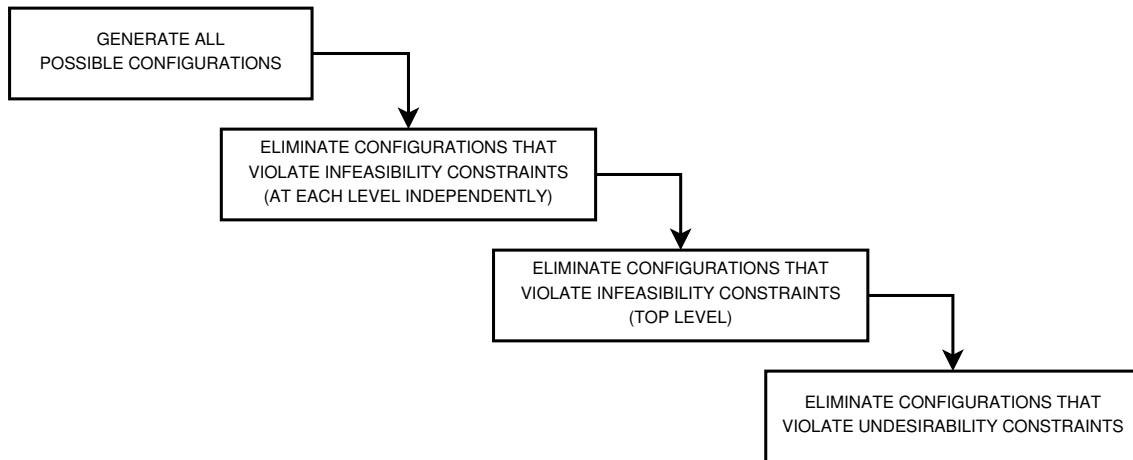 GENERATE ALL
POSSIBLE CONFIGURATIONS
ELIMINATE CONFIGURATIONS THAT
VIOLATE INFEASIBILITY CONSTRAINTS
(AT EACH LEVEL INDEPENDENTLY)
ELIMINATE CONFIGURATIONS THAT
VIOLATE INFEASIBILITY CONSTRAINTS
(TOP LEVEL)
ELIMINATE CONFIGURATIONS THAT
VIOLATE UNDESIRABILITY CONSTRAINTS